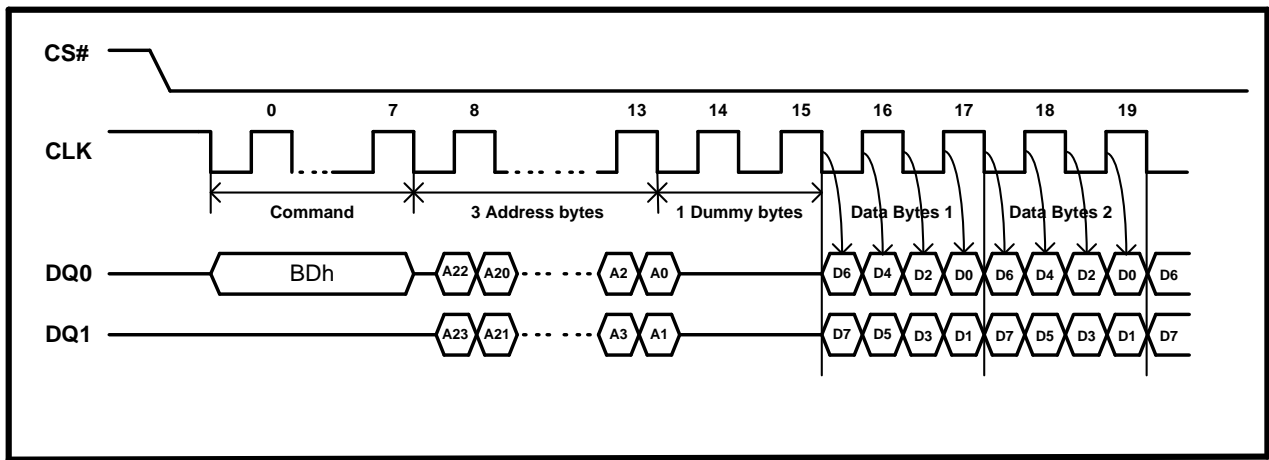 CS#
0 7 8 13 14 15 16 17 18 19
CLK
Command 3 Address bytes 1 Dummy bytes Data Bytes 1 Data Bytes 2
DQ0 BDh A22 A20 A2 A0 D6 D4 D2 D0 D6 D4 D2 D0 D6
DQ1 A23 A21 A3 A1 D7 D5 D3 D1 D7 D5 D3 D1 D7